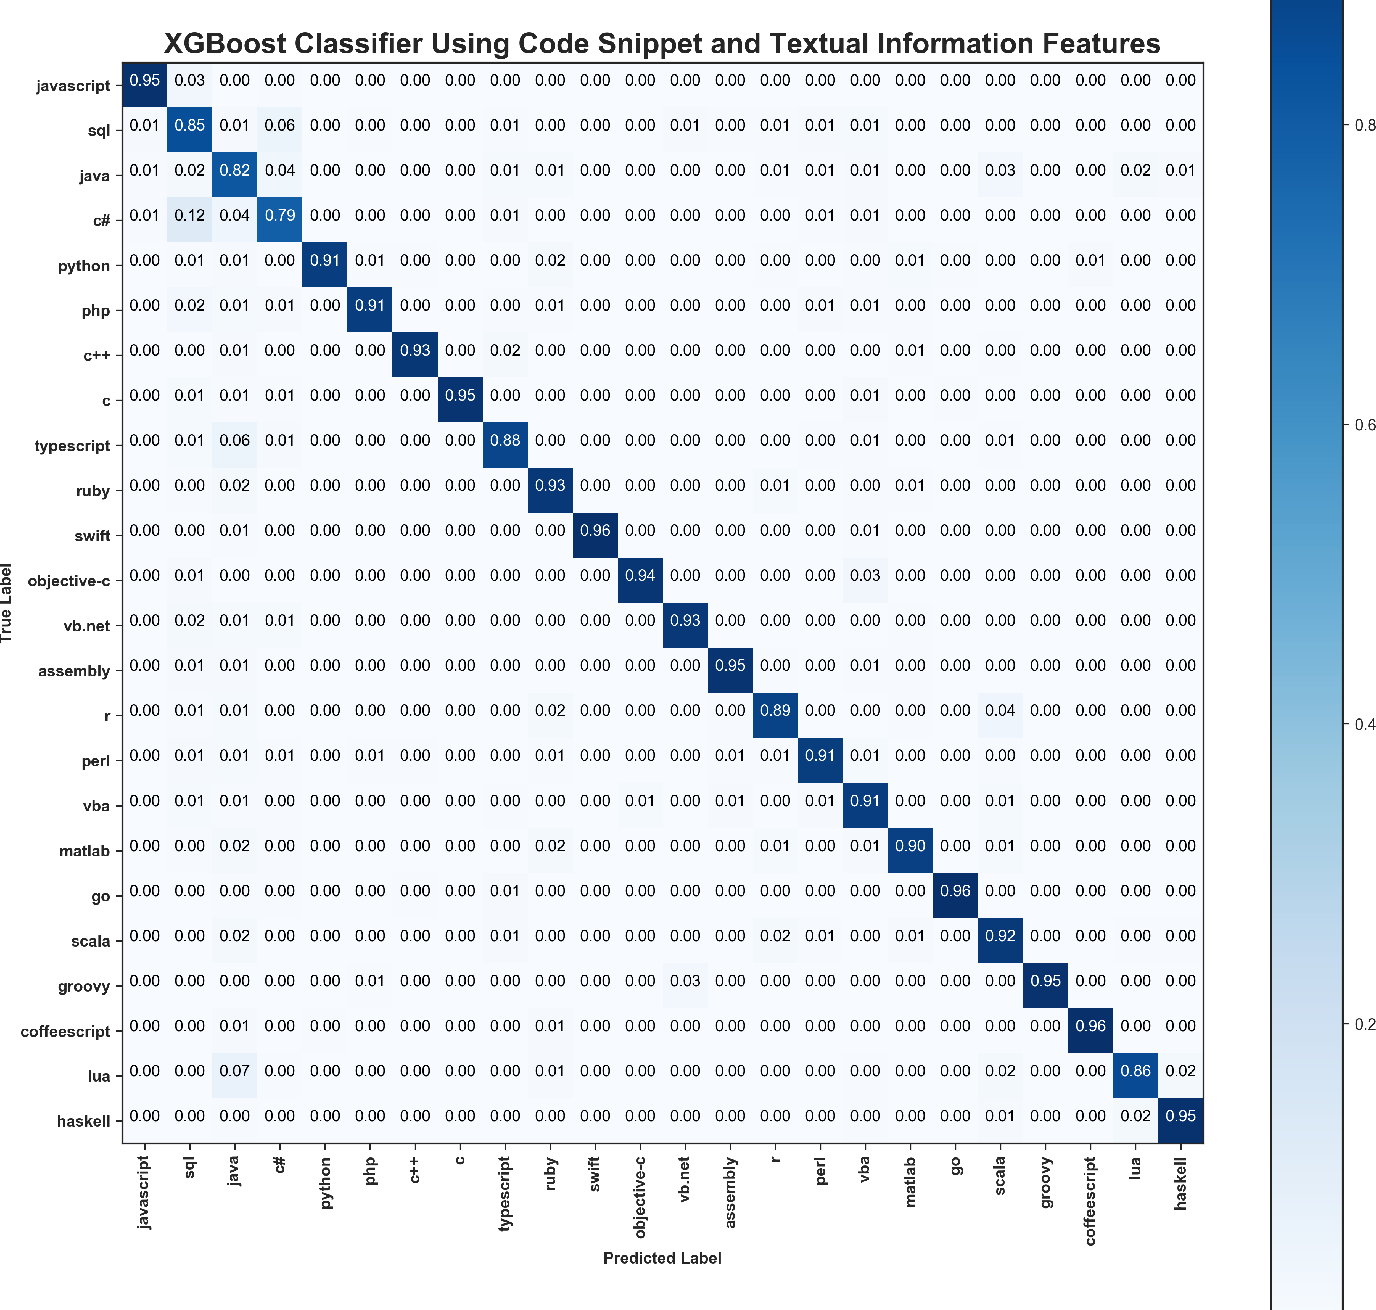 XGBoost Classifier Using Code Snippet and Textual Information Features
javascript 0.95 0.03 0.00 0.00 0.00 0.00 0.00 0.00 0.00 0.00 0.00 0.00 0.00 0.00 0.00 0.00 0.00 0.00 0.00 0.00 0.00 0.00 0.00 0.00
sql 0.01 0.85 0.01 0.06 0.00 0.00 0.00 0.00 0.01 0.00 0.00 0.00 0.01 0.00 0.01 0.01 0.01 0.00 0.00 0.00 0.00 0.00 0.00 0.00
java 0.01 0.02 0.82 0.04 0.00 0.00 0.00 0.00 0.01 0.01 0.00 0.00 0.00 0.00 0.01 0.01 0.01 0.00 0.00 0.03 0.00 0.00 0.02 0.01
c# 0.01 0.12 0.04 0.79 0.00 0.00 0.00 0.00 0.01 0.00 0.00 0.00 0.00 0.00 0.00 0.01 0.01 0.00 0.00 0.00 0.00 0.00 0.00 0.00
python 0.00 0.01 0.01 0.00 0.91 0.01 0.00 0.00 0.00 0.02 0.00 0.00 0.00 0.00 0.00 0.00 0.00 0.01 0.00 0.00 0.00 0.01 0.00 0.00
php 0.00 0.02 0.01 0.01 0.00 0.91 0.00 0.00 0.00 0.01 0.00 0.00 0.00 0.00 0.00 0.01 0.01 0.00 0.00 0.00 0.00 0.00 0.00 0.00
c++ 0.00 0.00 0.01 0.00 0.00 0.00 0.93 0.00 0.02 0.00 0.00 0.00 0.00 0.00 0.00 0.00 0.00 0.01 0.00 0.00 0.00 0.00 0.00 0.00
c 0.00 0.01 0.01 0.01 0.00 0.00 0.00 0.95 0.00 0.00 0.00 0.00 0.00 0.00 0.00 0.00 0.01 0.00 0.00 0.00 0.00 0.00 0.00 0.00
typescript 0.00 0.01 0.06 0.01 0.00 0.00 0.00 0.00 0.88 0.00 0.00 0.00 0.00 0.00 0.00 0.00 0.01 0.00 0.00 0.01 0.00 0.00 0.00 0.00
ruby 0.00 0.00 0.02 0.00 0.00 0.00 0.00 0.00 0.00 0.93 0.00 0.00 0.00 0.00 0.01 0.00 0.00 0.01 0.00 0.00 0.00 0.00 0.00 0.00
swift 0.00 0.00 0.01 0.00 0.00 0.00 0.00 0.00 0.00 0.00 0.96 0.00 0.00 0.00 0.00 0.00 0.01 0.00 0.00 0.00 0.00 0.00 0.00 0.00
objective-c 0.00 0.01 0.00 0.00 0.00 0.00 0.00 0.00 0.00 0.00 0.00 0.94 0.00 0.00 0.00 0.00 0.03 0.00 0.00 0.00 0.00 0.00 0.00 0.00
vb.net 0.00 0.02 0.01 0.01 0.00 0.00 0.00 0.00 0.00 0.00 0.00 0.00 0.93 0.00 0.00 0.00 0.00 0.00 0.00 0.00 0.00 0.00 0.00 0.00
assembly 0.00 0.01 0.01 0.00 0.00 0.00 0.00 0.00 0.00 0.00 0.00 0.00 0.00 0.95 0.00 0.00 0.01 0.00 0.00 0.00 0.00 0.00 0.00 0.00
r 0.00 0.01 0.01 0.00 0.00 0.00 0.00 0.00 0.00 0.02 0.00 0.00 0.00 0.00 0.89 0.00 0.00 0.00 0.00 0.04 0.00 0.00 0.00 0.00
perl 0.00 0.01 0.01 0.01 0.00 0.01 0.00 0.00 0.00 0.01 0.00 0.00 0.00 0.01 0.01 0.91 0.01 0.00 0.00 0.00 0.00 0.00 0.00 0.00
vba 0.00 0.01 0.01 0.00 0.00 0.00 0.00 0.00 0.00 0.00 0.00 0.01 0.00 0.01 0.00 0.01 0.91 0.00 0.00 0.01 0.00 0.00 0.00 0.00
matlab 0.00 0.00 0.02 0.00 0.00 0.00 0.00 0.00 0.00 0.02 0.00 0.00 0.00 0.00 0.01 0.00 0.01 0.90 0.00 0.01 0.00 0.00 0.00 0.00
go 0.00 0.00 0.00 0.00 0.00 0.00 0.00 0.00 0.01 0.00 0.00 0.00 0.00 0.00 0.00 0.00 0.00 0.00 0.96 0.00 0.00 0.00 0.00 0.00
scala 0.00 0.00 0.02 0.00 0.00 0.00 0.00 0.00 0.01 0.00 0.00 0.00 0.00 0.00 0.02 0.01 0.00 0.01 0.00 0.92 0.00 0.00 0.00 0.00
groovy 0.00 0.00 0.00 0.00 0.00 0.01 0.00 0.00 0.00 0.00 0.00 0.00 0.03 0.00 0.00 0.00 0.00 0.00 0.00 0.00 0.95 0.00 0.00 0.00
coffeescript 0.00 0.00 0.01 0.00 0.00 0.00 0.00 0.00 0.00 0.01 0.00 0.00 0.00 0.00 0.00 0.00 0.00 0.00 0.00 0.00 0.00 0.96 0.00 0.00
lua 0.00 0.00 0.07 0.00 0.00 0.00 0.00 0.00 0.00 0.01 0.00 0.00 0.00 0.00 0.00 0.00 0.00 0.00 0.00 0.02 0.00 0.00 0.86 0.02
haskell 0.00 0.00 0.00 0.00 0.00 0.00 0.00 0.00 0.00 0.00 0.00 0.00 0.00 0.00 0.00 0.00 0.00 0.00 0.00 0.01 0.00 0.00 0.02 0.95
True Label
javascript sql java c# python php c++ c typescript ruby swift objective-c vb.net assembly r perl vba matlab go scala groovy coffeescript lua haskell
Predicted Label
0.8
0.6
0.4
0.2